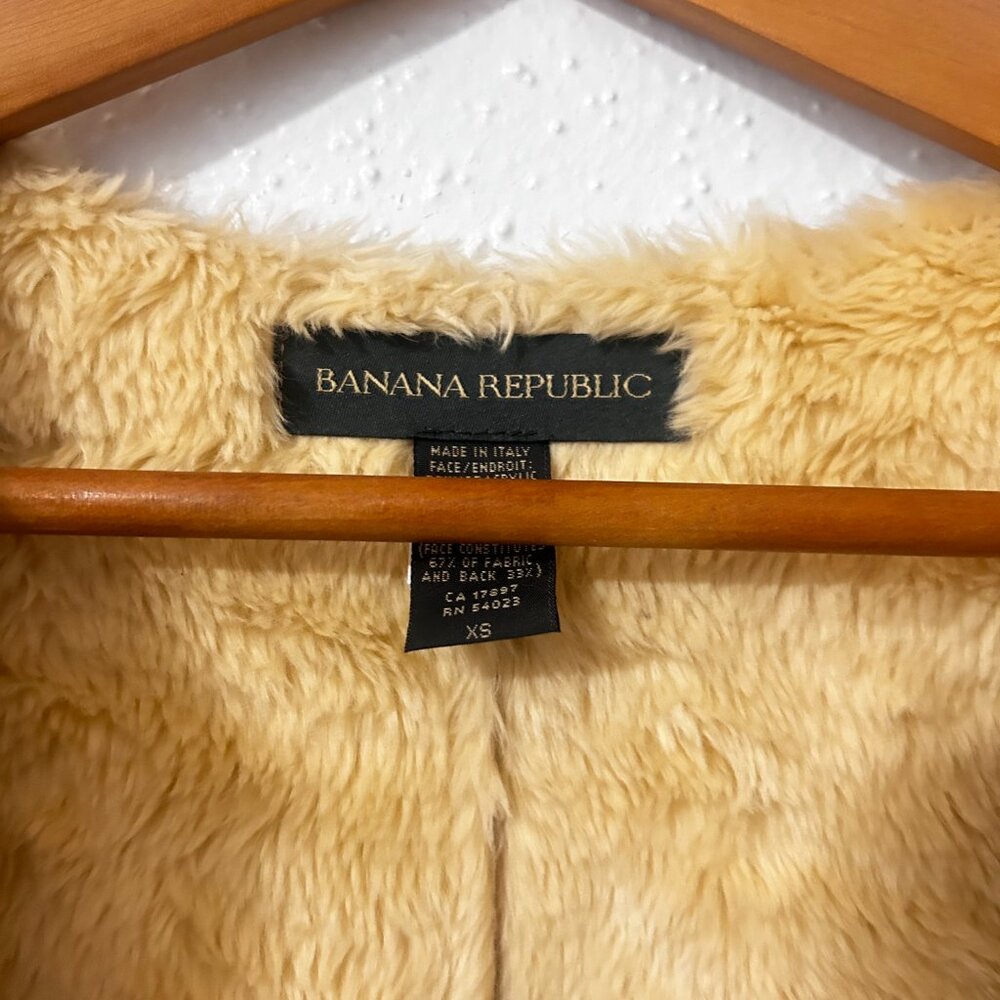 BANANA REPUBLIC
MADE IN ITALY
FACE/ENDROIT:
ACRYLIC
(FACE CONSTITUTES
67% OF FABRIC
AND BACK 33%)
CA 17897
RN 54023
XS